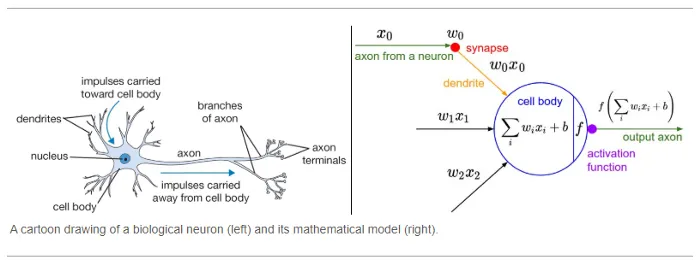 impulses carried
toward cell body
dendrites
nucleus
cell body
axon
impulses carried
away from cell body
branches
of axon
axon
terminals
x₀
w₀
synapse
axon from a neuron
w₀x₀
dendrite
cell body
w₁x₁
∑ᵢ wᵢxᵢ + b
f
w₂x₂
f(∑ᵢ wᵢxᵢ + b)
output axon
activation
function
A cartoon drawing of a biological neuron (left) and its mathematical model (right).